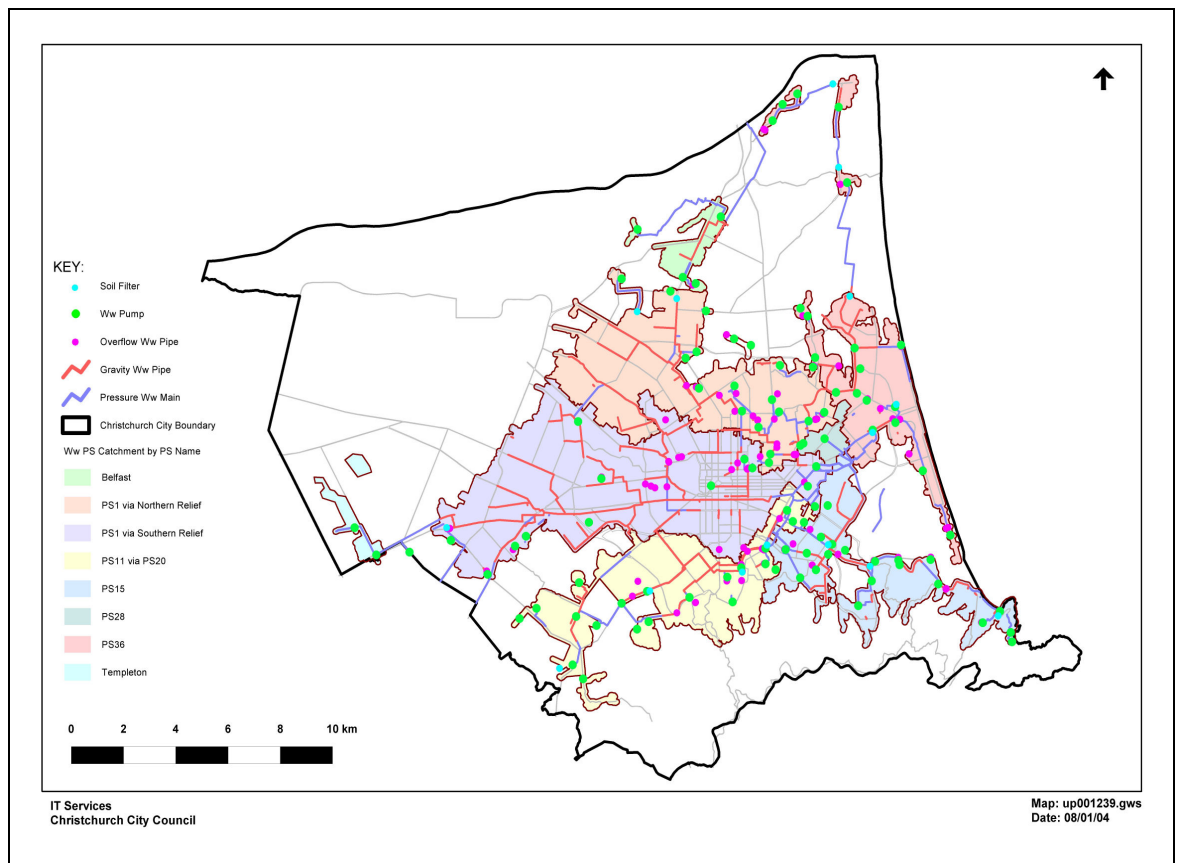 KEY:
Soil Filter
Ww Pump
Overflow Ww Pipe
Gravity Ww Pipe
Pressure Ww Main
Christchurch City Boundary
Ww PS Catchment by PS Name
Belfast
PS1 via Northern Relief
PS1 via Southern Relief
PS11 via PS20
PS15
PS28
PS36
Templeton
0 2 4 6 8 10 km
IT Services
Christchurch City Council
Map: up001239.gws
Date: 08/01/04